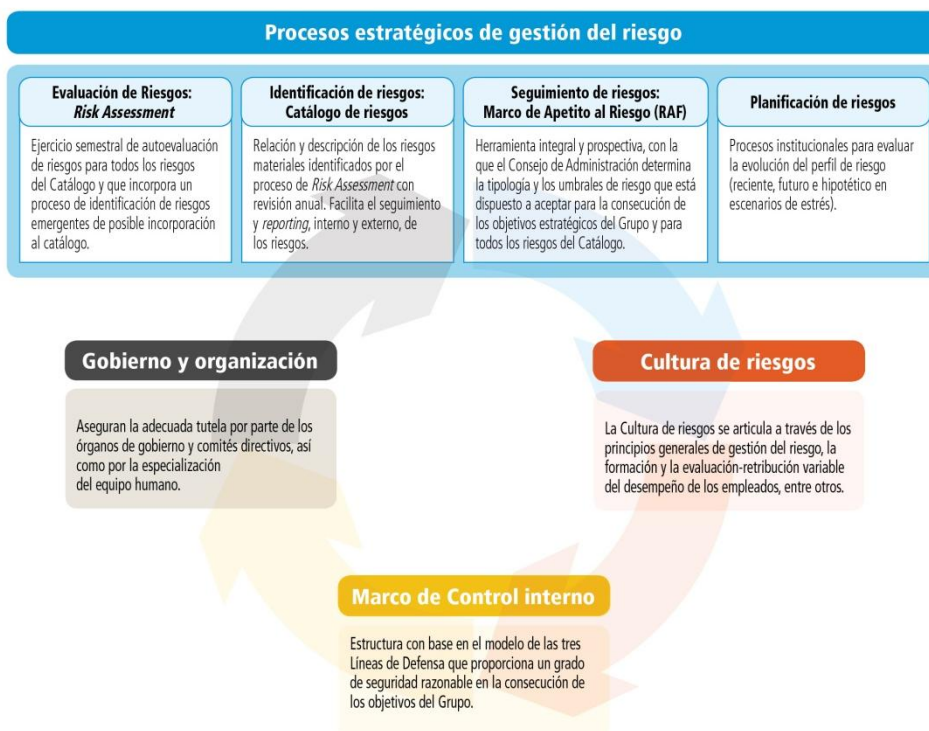 Procesos estratégicos de gestión del riesgo
Evaluación de Riesgos:
Risk Assessment
Ejercicio semestral de autoevaluación
de riesgos para todos los riesgos
del Catálogo y que incorpora un
proceso de identificación de riesgos
emergentes de posible incorporación
al catálogo.
Identificación de riesgos:
Catálogo de riesgos
Relación y descripción de los riesgos
materiales identificados por el
proceso de Risk Assessment con
revisión anual. Facilita el seguimiento
y reporting, interno y externo, de
los riesgos.
Seguimiento de riesgos:
Marco de Apetito al Riesgo (RAF)
Herramienta integral y prospectiva, con
la que el Consejo de Administración determina
la tipología y los umbrales de riesgo que está
dispuesto a aceptar para la consecución de
los objetivos estratégicos del Grupo y para
todos los riesgos del Catálogo.
Planificación de riesgos
Procesos institucionales para evaluar
la evolución del perfil de riesgo
(reciente, futuro e hipotético en
escenarios de estrés).
Gobierno y organización
Aseguran la adecuada tutela por parte de los
órganos de gobierno y comités directivos, así
como por la especialización
del equipo humano.
Cultura de riesgos
La Cultura de riesgos se articula a través de los
principios generales de gestión del riesgo, la
formación y la evaluación-retribución variable
del desempeño de los empleados, entre otros.
Marco de Control interno
Estructura con base en el modelo de las tres
Líneas de Defensa que proporciona un grado
de seguridad razonable en la consecución de
los objetivos del Grupo.